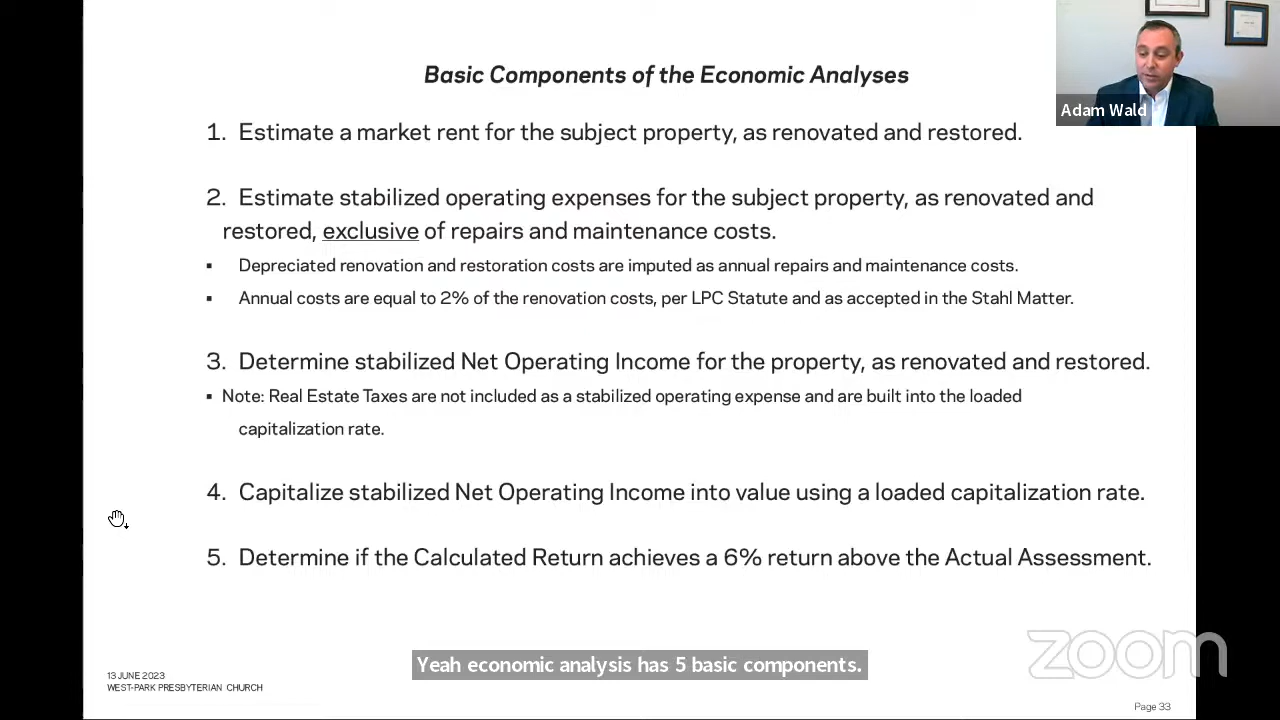 Basic Components of the Economic Analyses
Adam Wald
1. Estimate a market rent for the subject property, as renovated and restored.
2. Estimate stabilized operating expenses for the subject property, as renovated and
restored, exclusive of repairs and maintenance costs.
▪ Depreciated renovation and restoration costs are imputed as annual repairs and maintenance costs.
▪ Annual costs are equal to 2% of the renovation costs, per LPC Statute and as accepted in the Stahl Matter.
3. Determine stabilized Net Operating Income for the property, as renovated and restored.
▪ Note: Real Estate Taxes are not included as a stabilized operating expense and are built into the loaded
capitalization rate.
4. Capitalize stabilized Net Operating Income into value using a loaded capitalization rate.
5. Determine if the Calculated Return achieves a 6% return above the Actual Assessment.
Yeah economic analysis has 5 basic components.
zoom
13 JUNE 2023
WEST-PARK PRESBYTERIAN CHURCH
Page 33